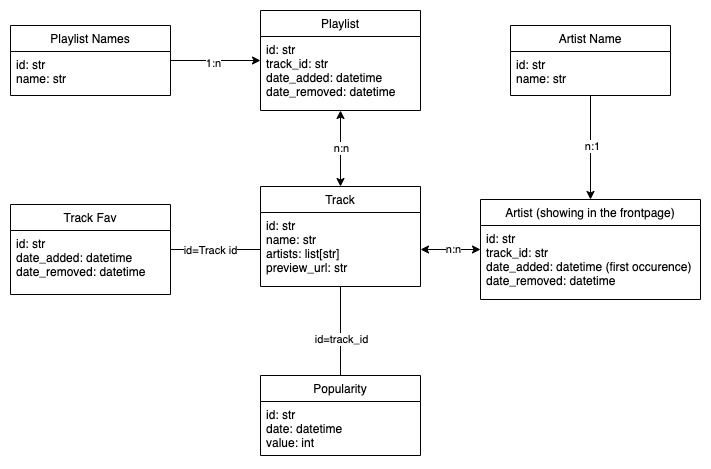 Playlist Names
id: str
name: str
1:n
Playlist
id: str
track_id: str
date_added: datetime
date_removed: datetime
Artist Name
id: str
name: str
n:n
n:1
Track Fav
id: str
date_added: datetime
date_removed: datetime
id=Track id
Track
id: str
name: str
artists: list[str]
preview_url: str
n:n
Artist (showing in the frontpage)
id: str
track_id: str
date_added: datetime (first occurence)
date_removed: datetime
id=track_id
Popularity
id: str
date: datetime
value: int